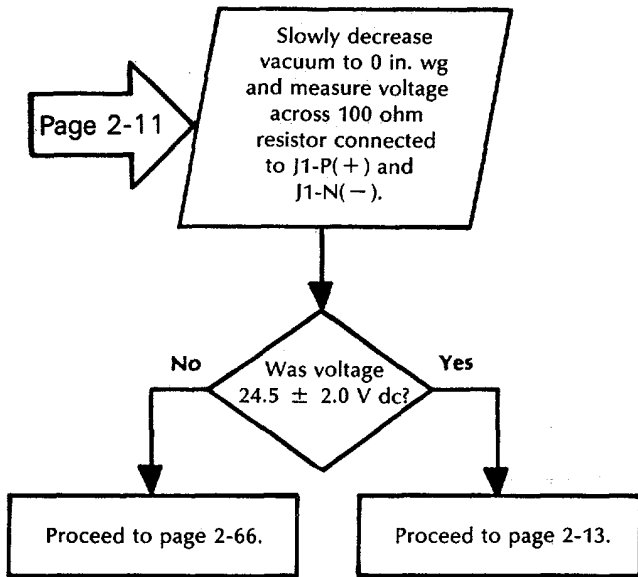 Slowly decrease
vacuum to 0 in. wg
and measure voltage
across 100 ohm
resistor connected
to J1-P(+) and
J1-N(−).
Page 2-11
Was voltage
24.5 ± 2.0 V dc?
No
Yes
Proceed to page 2-66.
Proceed to page 2-13.